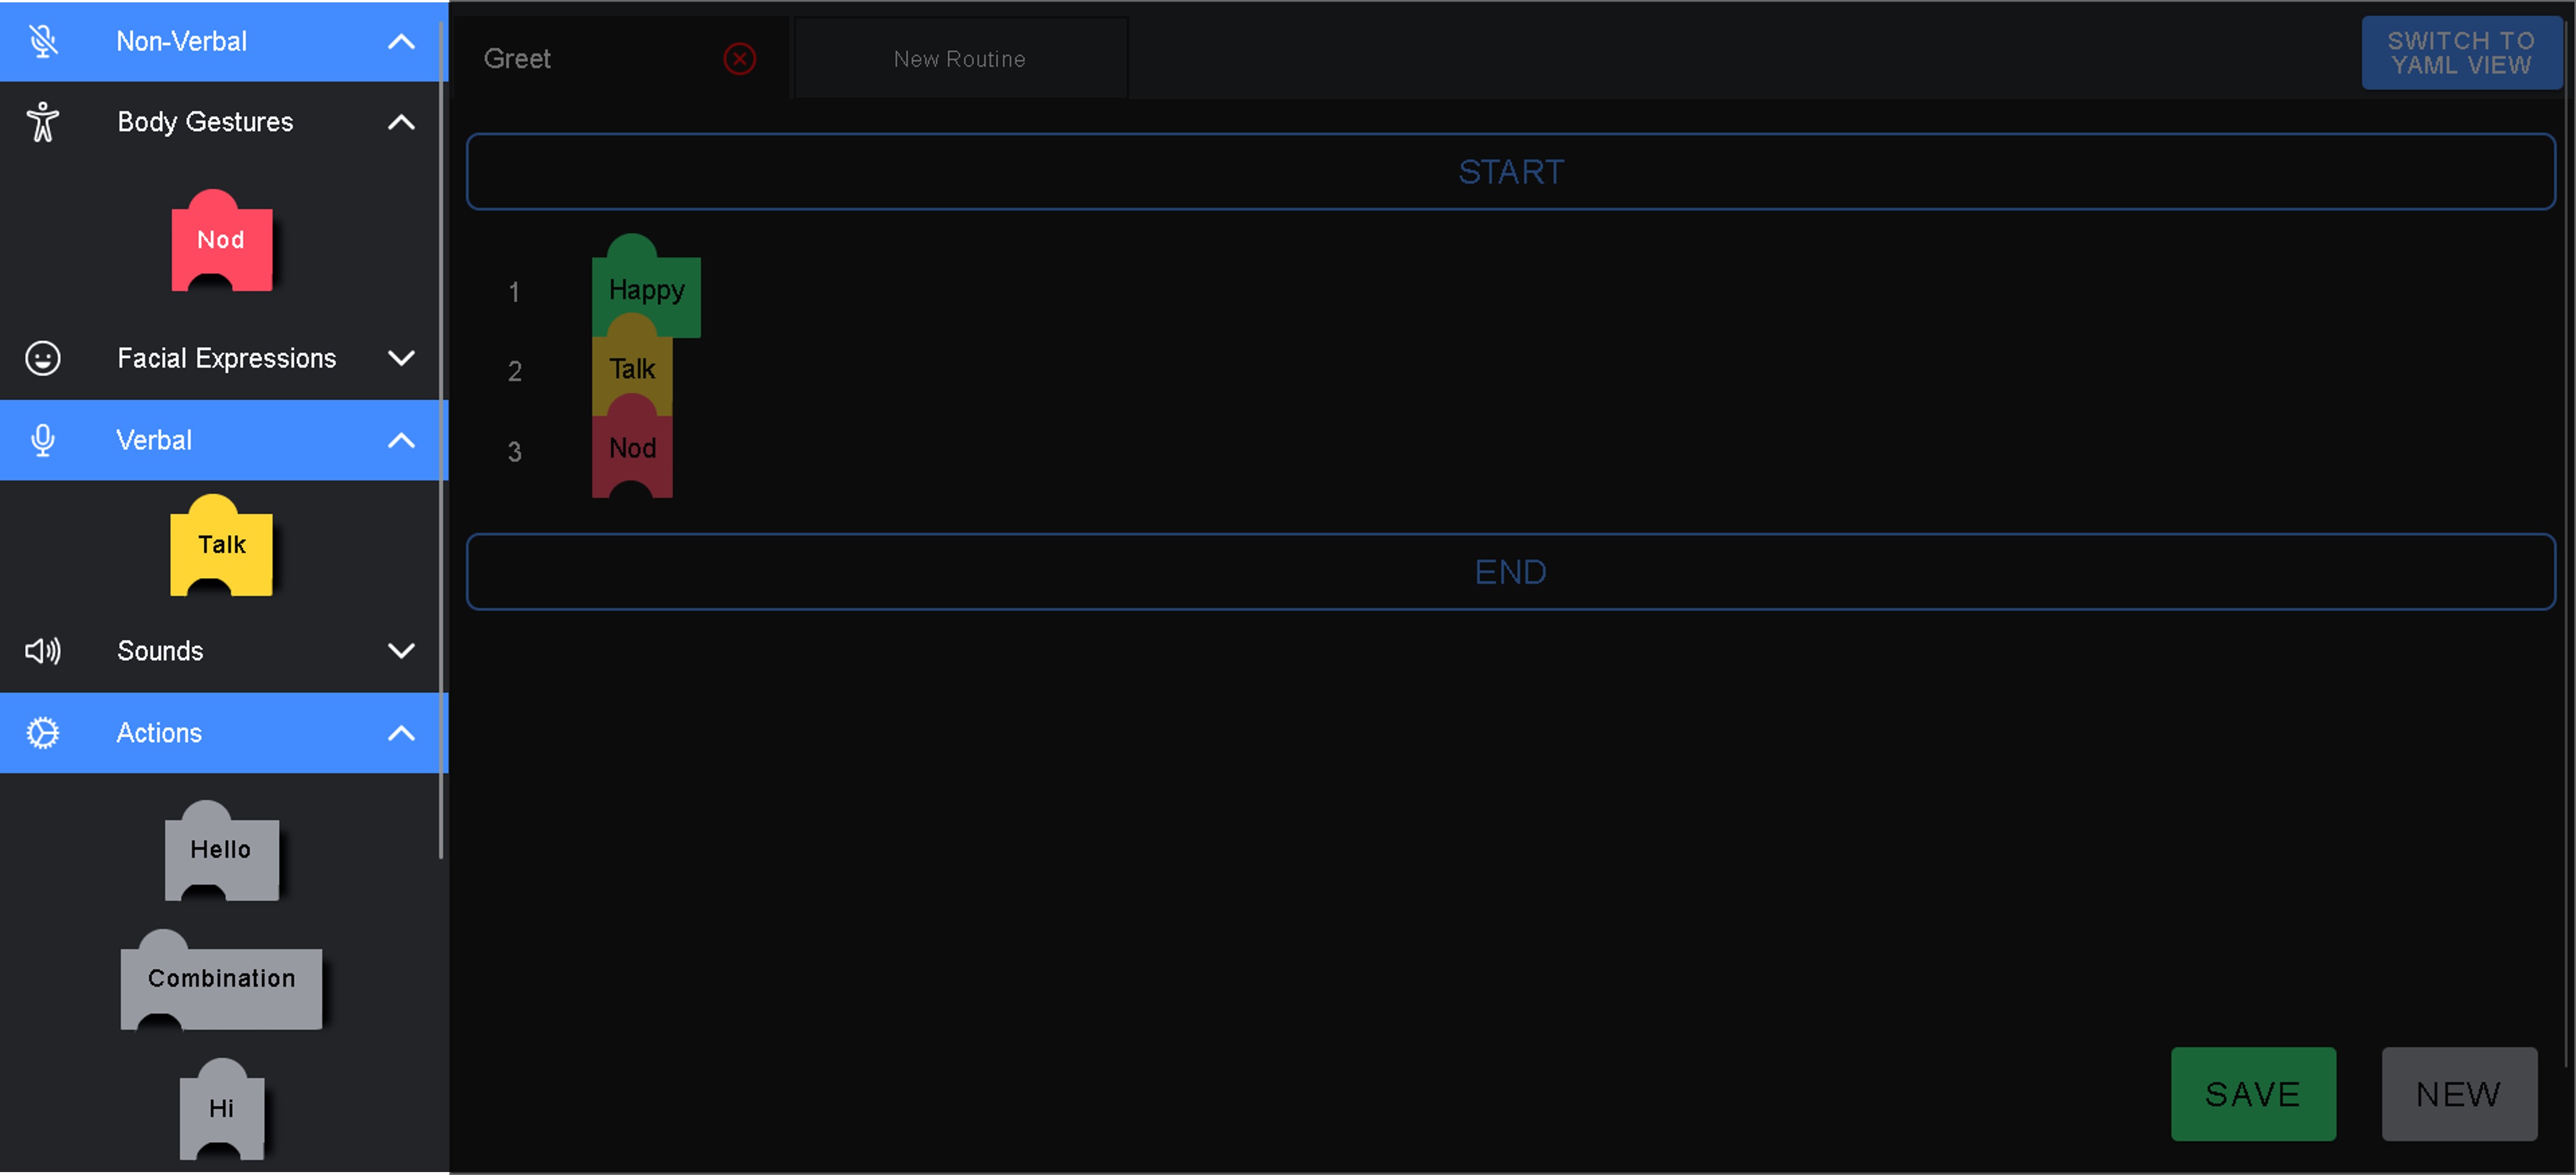 Non-Verbal
Body Gestures
Nod
Facial Expressions
Verbal
Talk
Sounds
Actions
Hello
Combination
Hi
Greet
New Routine
SWITCH TO
YAML VIEW
START
1 Happy
2 Talk
3 Nod
END
SAVE
NEW